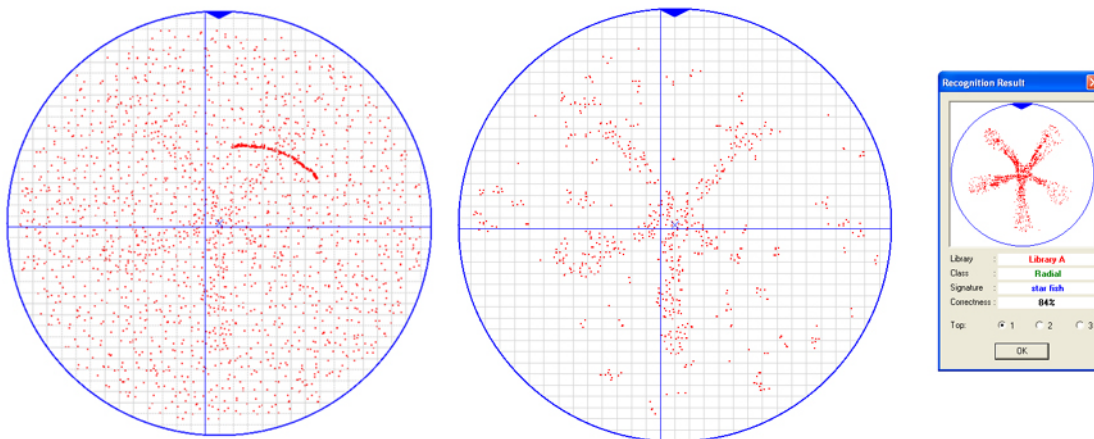 Recognition Result
Library : Library A
Class : Radial
Signature : star fish
Correctness : 84%
Top: 1 2 3
OK